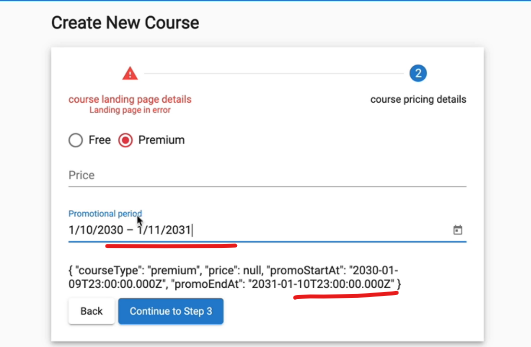 Create New Course
2
course landing page details
Landing page in error
course pricing details
Free
Premium
Price
Promotional period
1/10/2030 – 1/11/2031
{ "courseType": "premium", "price": null, "promoStartAt": "2030-01-
09T23:00:00.000Z", "promoEndAt": "2031-01-10T23:00:00.000Z" }
Back
Continue to Step 3